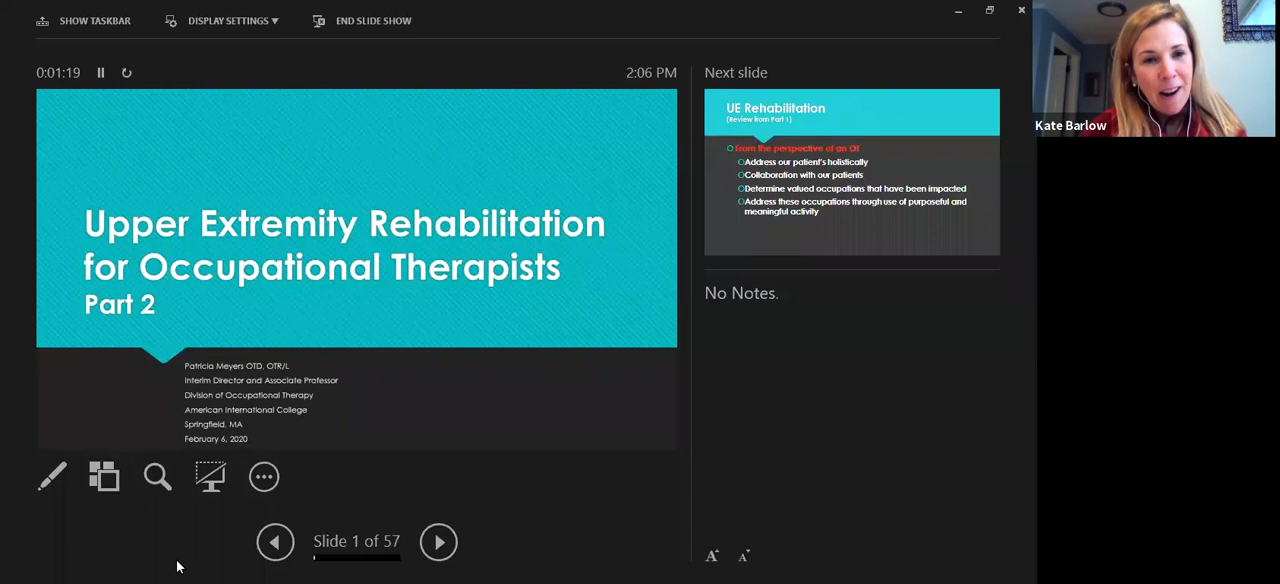 SHOW TASKBAR
DISPLAY SETTINGS ▾
END SLIDE SHOW
0:01:19
2:06 PM
Upper Extremity Rehabilitation
for Occupational Therapists
Part 2
Patricia Meyers OTD, OTR/L
Interim Director and Associate Professor
Division of Occupational Therapy
American International College
Springfield, MA
February 6, 2020
Slide 1 of 57
Next slide
UE Rehabilitation
(Review from Part 1)
From the perspective of an OT
Address our patient's holistically
Collaboration with our patients
Determine valued occupations that have been impacted
Address these occupations through use of purposeful and
meaningful activity
No Notes.
A A
Kate Barlow